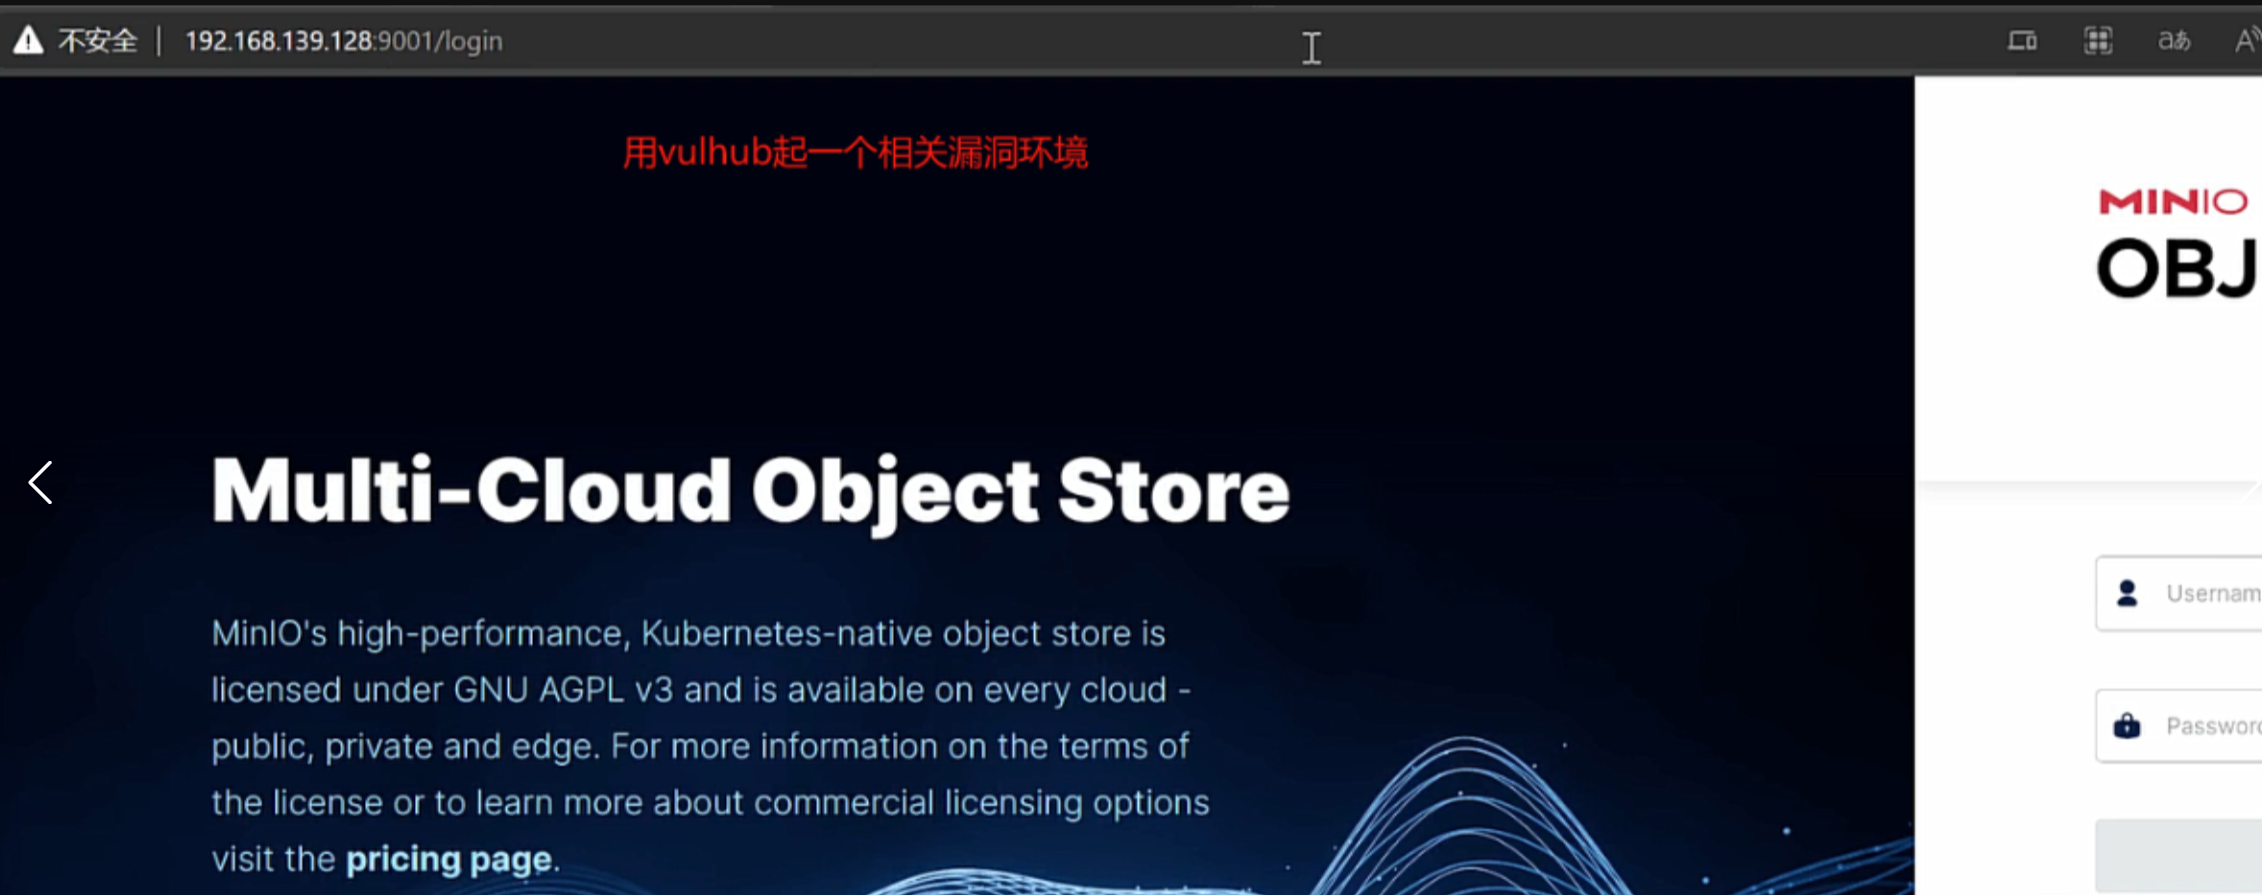 不安全 192.168.139.128:9001/login aあ A
用vulhub起一个相关漏洞环境
MINIO
OBJ
Multi-Cloud Object Store
MinIO's high-performance, Kubernetes-native object store is
licensed under GNU AGPL v3 and is available on every cloud -
public, private and edge. For more information on the terms of
the license or to learn more about commercial licensing options
visit the pricing page.
Usernam
Password